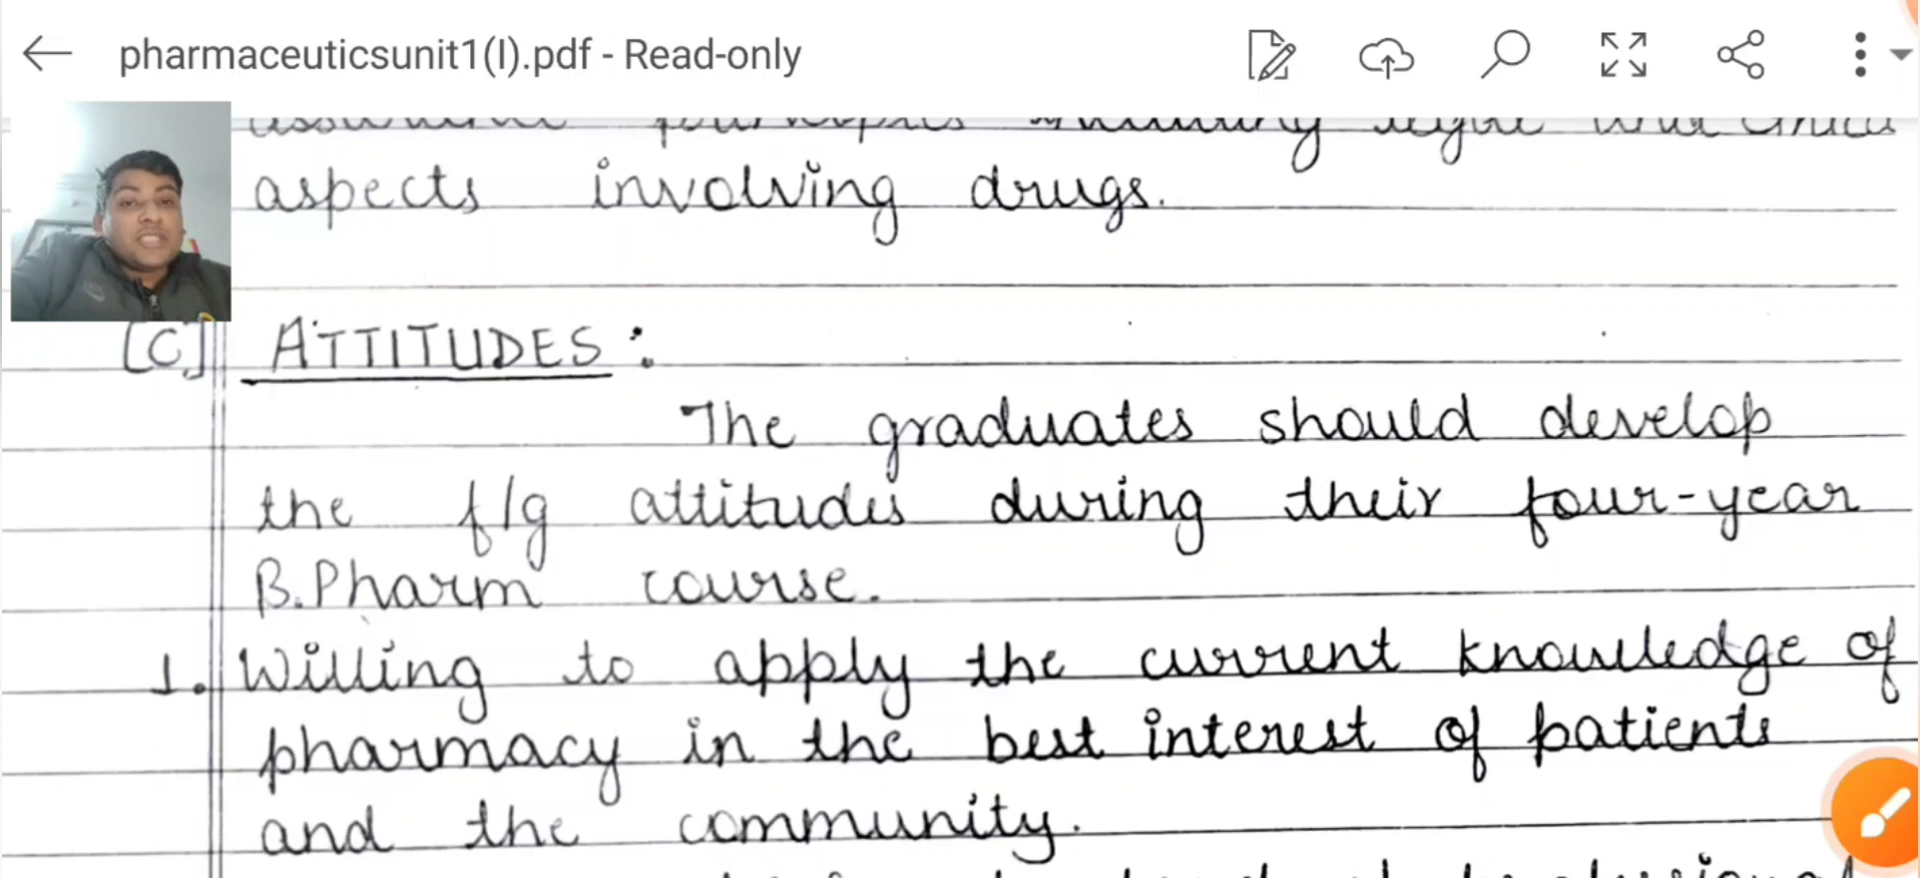 pharmaceuticsunit1(I).pdf - Read-only
aspects involving drugs.
[C] ATTITUDES :
The graduates should develop
the f/g attitudes during their four-year
B.Pharm course.
1. Willing to apply the current knowledge of
pharmacy in the best interest of patients
and the community.